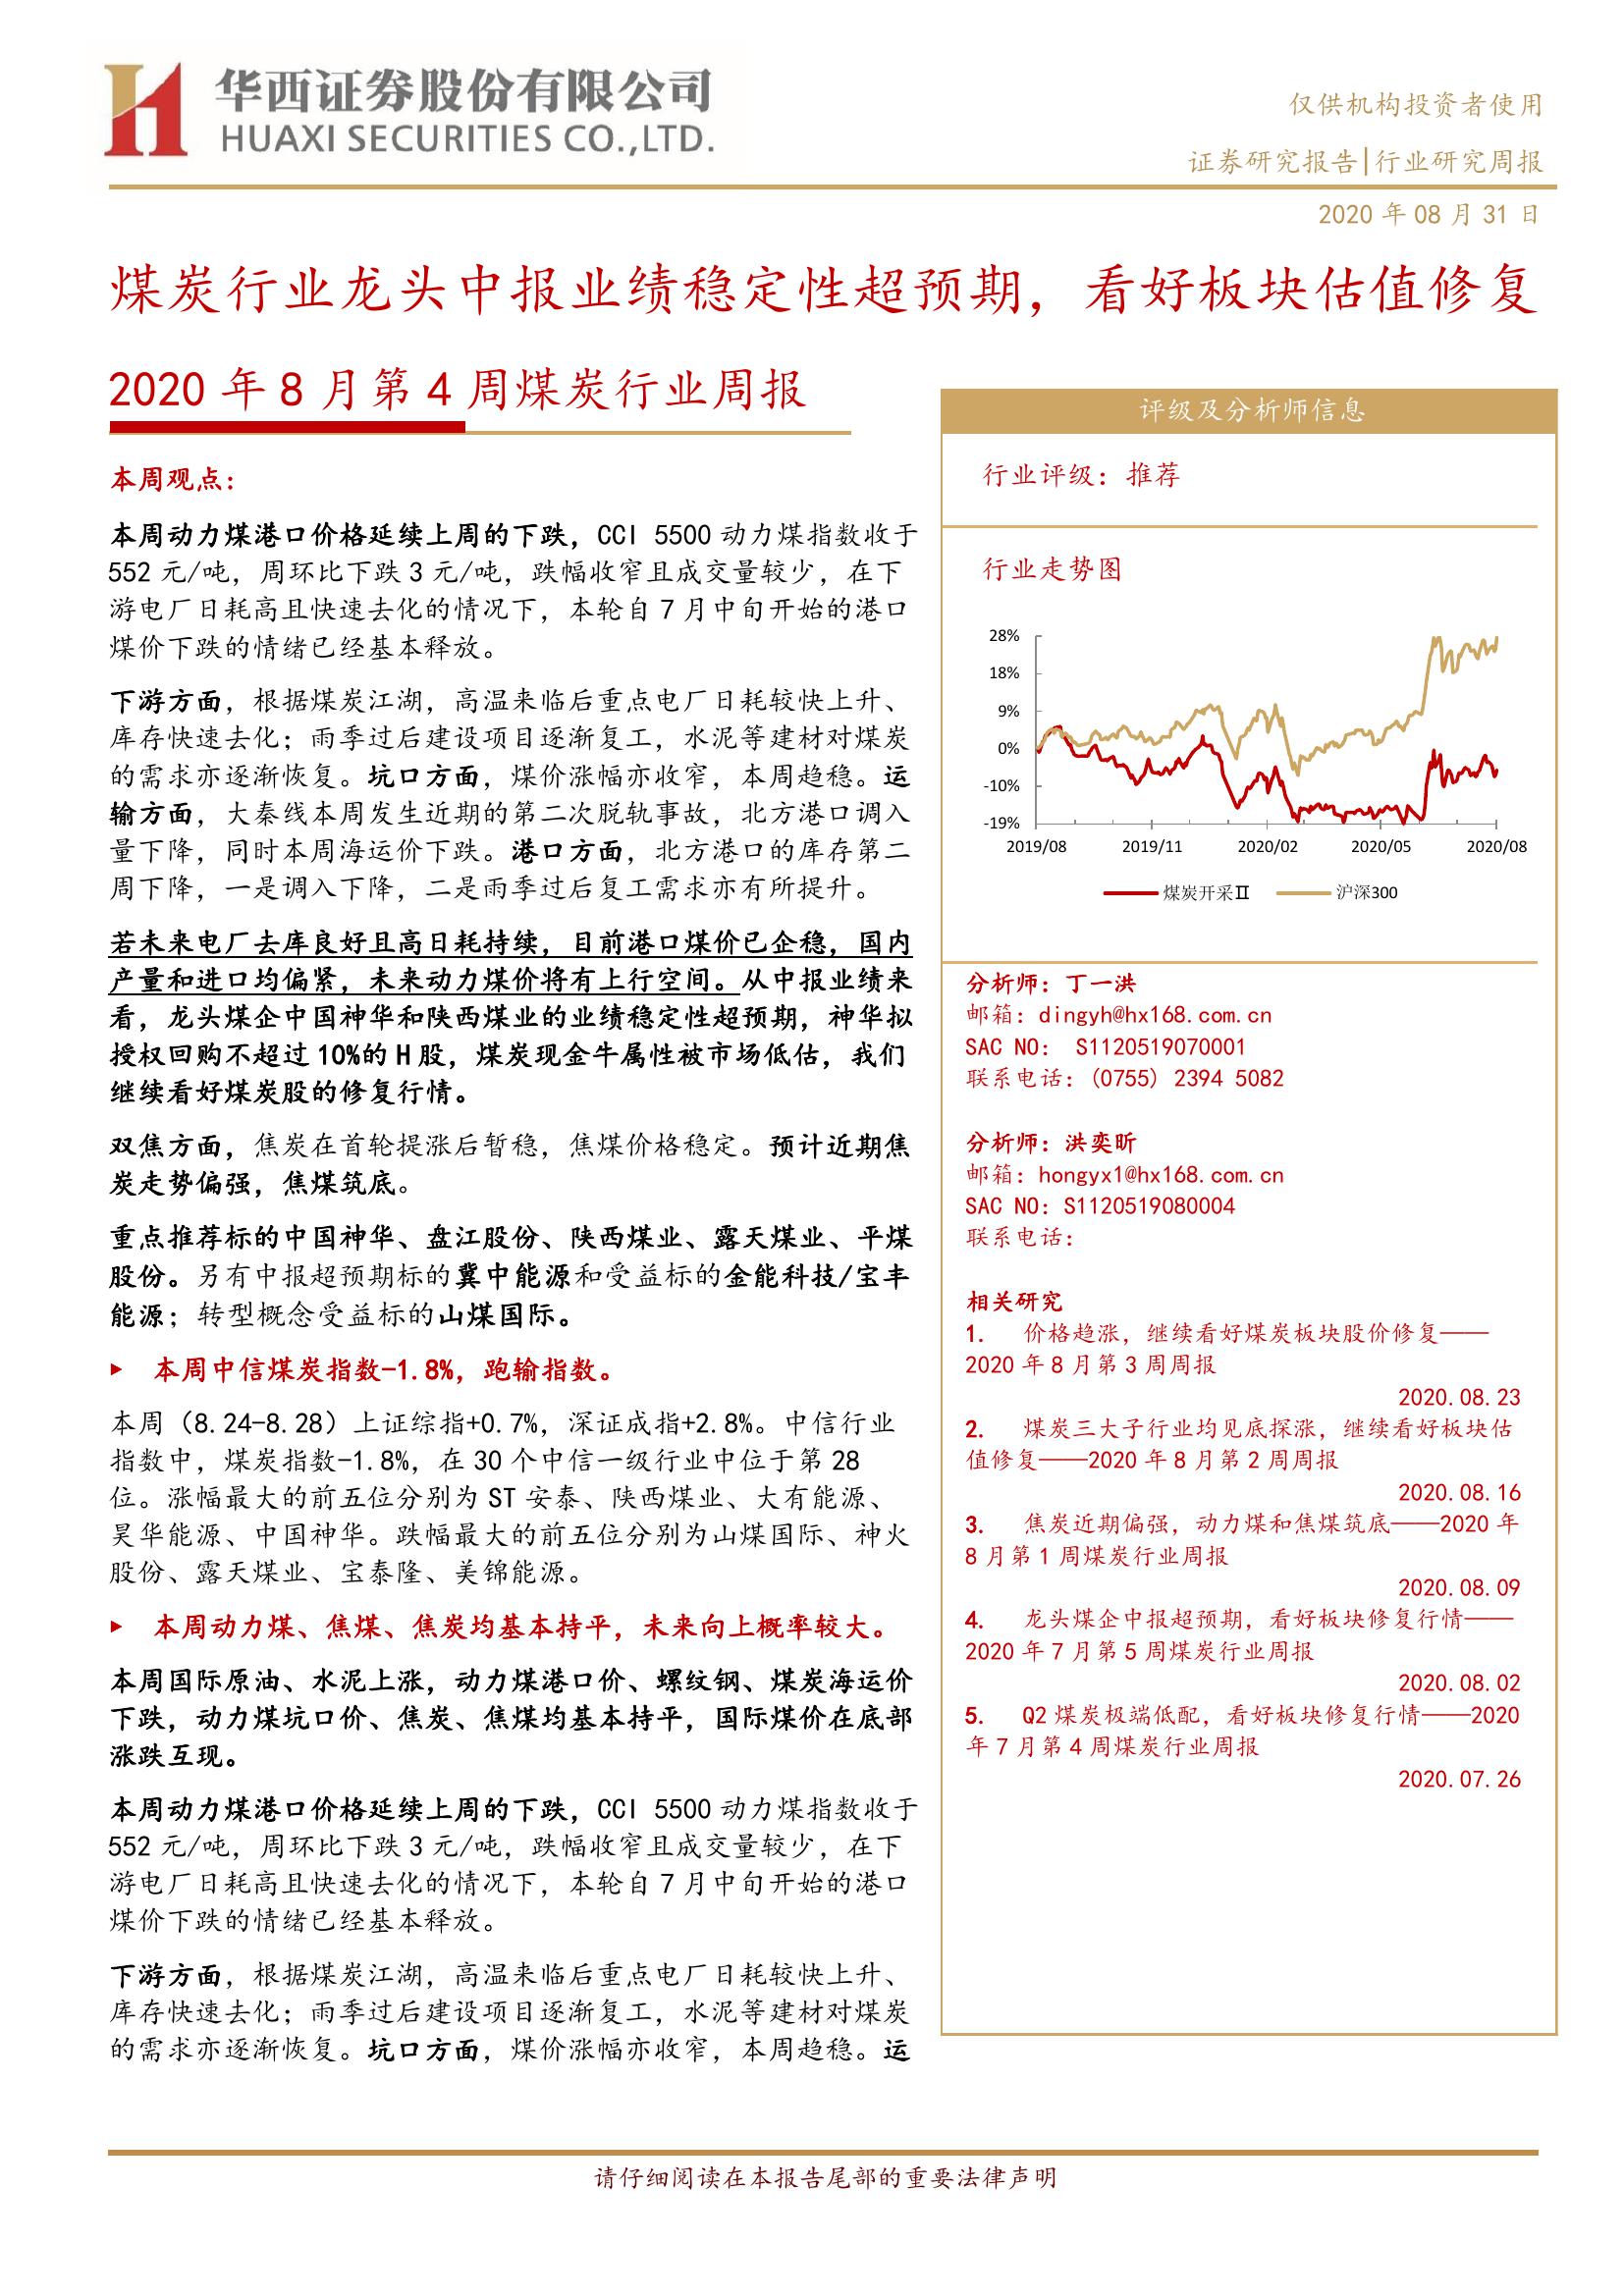 华西证券股份有限公司
HUAXI SECURITIES CO.,LTD.
仅供机构投资者使用
证券研究报告|行业研究周报
2020 年 08 月 31 日
煤炭行业龙头中报业绩稳定性超预期，看好板块估值修复
2020 年 8 月第 4 周煤炭行业周报
本周观点：
本周动力煤港口价格延续上周的下跌，CCI 5500 动力煤指数收于
552 元/吨，周环比下跌 3 元/吨，跌幅收窄且成交量较少，在下
游电厂日耗高且快速去化的情况下，本轮自 7 月中旬开始的港口
煤价下跌的情绪已经基本释放。
下游方面，根据煤炭江湖，高温来临后重点电厂日耗较快上升、
库存快速去化；雨季过后建设项目逐渐复工，水泥等建材对煤炭
的需求亦逐渐恢复。坑口方面，煤价涨幅亦收窄，本周趋稳。运
输方面，大秦线本周发生近期的第二次脱轨事故，北方港口调入
量下降，同时本周海运价下跌。港口方面，北方港口的库存第二
周下降，一是调入下降，二是雨季过后复工需求亦有所提升。
若未来电厂去库良好且高日耗持续，目前港口煤价已企稳，国内
产量和进口均偏紧，未来动力煤价将有上行空间。从中报业绩来
看，龙头煤企中国神华和陕西煤业的业绩稳定性超预期，神华拟
授权回购不超过 10%的 H 股，煤炭现金牛属性被市场低估，我们
继续看好煤炭股的修复行情。
双焦方面，焦炭在首轮提涨后暂稳，焦煤价格稳定。预计近期焦
炭走势偏强，焦煤筑底。
重点推荐标的中国神华、盘江股份、陕西煤业、露天煤业、平煤
股份。另有中报超预期标的冀中能源和受益标的金能科技/宝丰
能源；转型概念受益标的山煤国际。
▶ 本周中信煤炭指数-1.8%，跑输指数。
本周（8.24-8.28）上证综指+0.7%，深证成指+2.8%。中信行业
指数中，煤炭指数-1.8%，在 30 个中信一级行业中位于第 28
位。涨幅最大的前五位分别为 ST 安泰、陕西煤业、大有能源、
昊华能源、中国神华。跌幅最大的前五位分别为山煤国际、神火
股份、露天煤业、宝泰隆、美锦能源。
▶ 本周动力煤、焦煤、焦炭均基本持平，未来向上概率较大。
本周国际原油、水泥上涨，动力煤港口价、螺纹钢、煤炭海运价
下跌，动力煤坑口价、焦炭、焦煤均基本持平，国际煤价在底部
涨跌互现。
本周动力煤港口价格延续上周的下跌，CCI 5500 动力煤指数收于
552 元/吨，周环比下跌 3 元/吨，跌幅收窄且成交量较少，在下
游电厂日耗高且快速去化的情况下，本轮自 7 月中旬开始的港口
煤价下跌的情绪已经基本释放。
下游方面，根据煤炭江湖，高温来临后重点电厂日耗较快上升、
库存快速去化；雨季过后建设项目逐渐复工，水泥等建材对煤炭
的需求亦逐渐恢复。坑口方面，煤价涨幅亦收窄，本周趋稳。运
评级及分析师信息
行业评级：推荐
行业走势图
28%
18%
9%
0%
-10%
-19%
2019/08 2019/11 2020/02 2020/05 2020/08
煤炭开采Ⅱ 沪深300
分析师：丁一洪
邮箱：dingyh@hx168.com.cn
SAC NO： S1120519070001
联系电话：(0755) 2394 5082
分析师：洪奕昕
邮箱：hongyx1@hx168.com.cn
SAC NO：S1120519080004
联系电话：
相关研究
1. 价格趋涨，继续看好煤炭板块股价修复——
2020 年 8 月第 3 周周报
2020.08.23
2. 煤炭三大子行业均见底探涨，继续看好板块估
值修复——2020 年 8 月第 2 周周报
2020.08.16
3. 焦炭近期偏强，动力煤和焦煤筑底——2020 年
8 月第 1 周煤炭行业周报
2020.08.09
4. 龙头煤企中报超预期，看好板块修复行情——
2020 年 7 月第 5 周煤炭行业周报
2020.08.02
5. Q2 煤炭极端低配，看好板块修复行情——2020
年 7 月第 4 周煤炭行业周报
2020.07.26
请仔细阅读在本报告尾部的重要法律声明